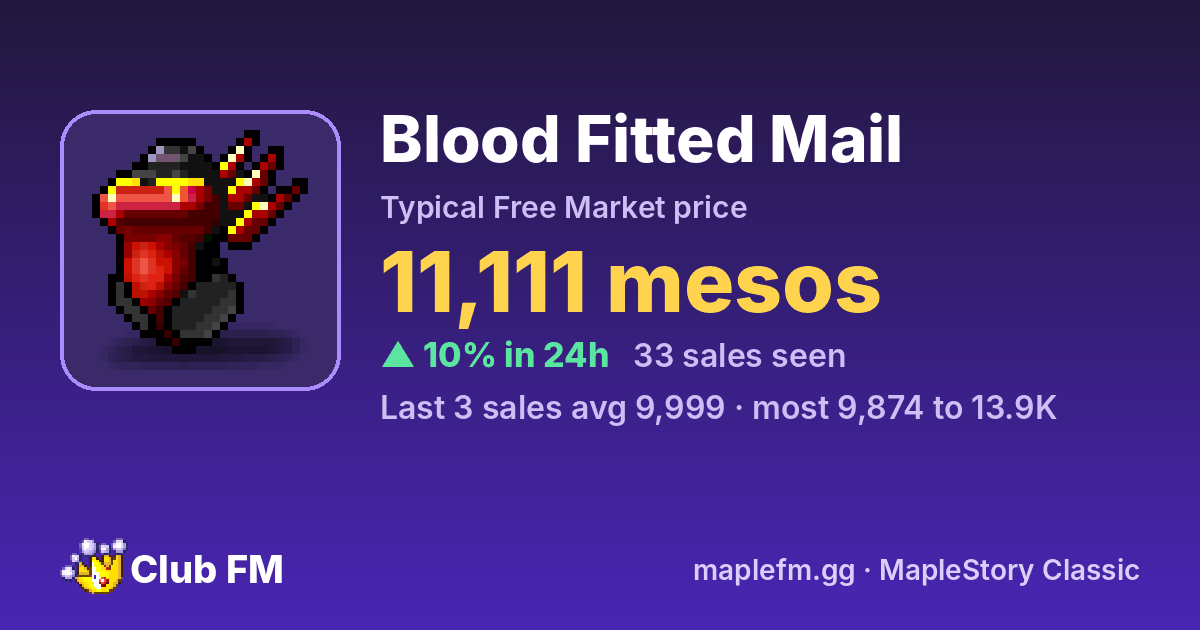 Blood Fitted Mail
Typical Free Market price
11,111 mesos
▲ 10% in 24h 33 sales seen
Last 3 sales avg 9,999 · most 9,874 to 13.9K
Club FM
maplefm.gg · MapleStory Classic